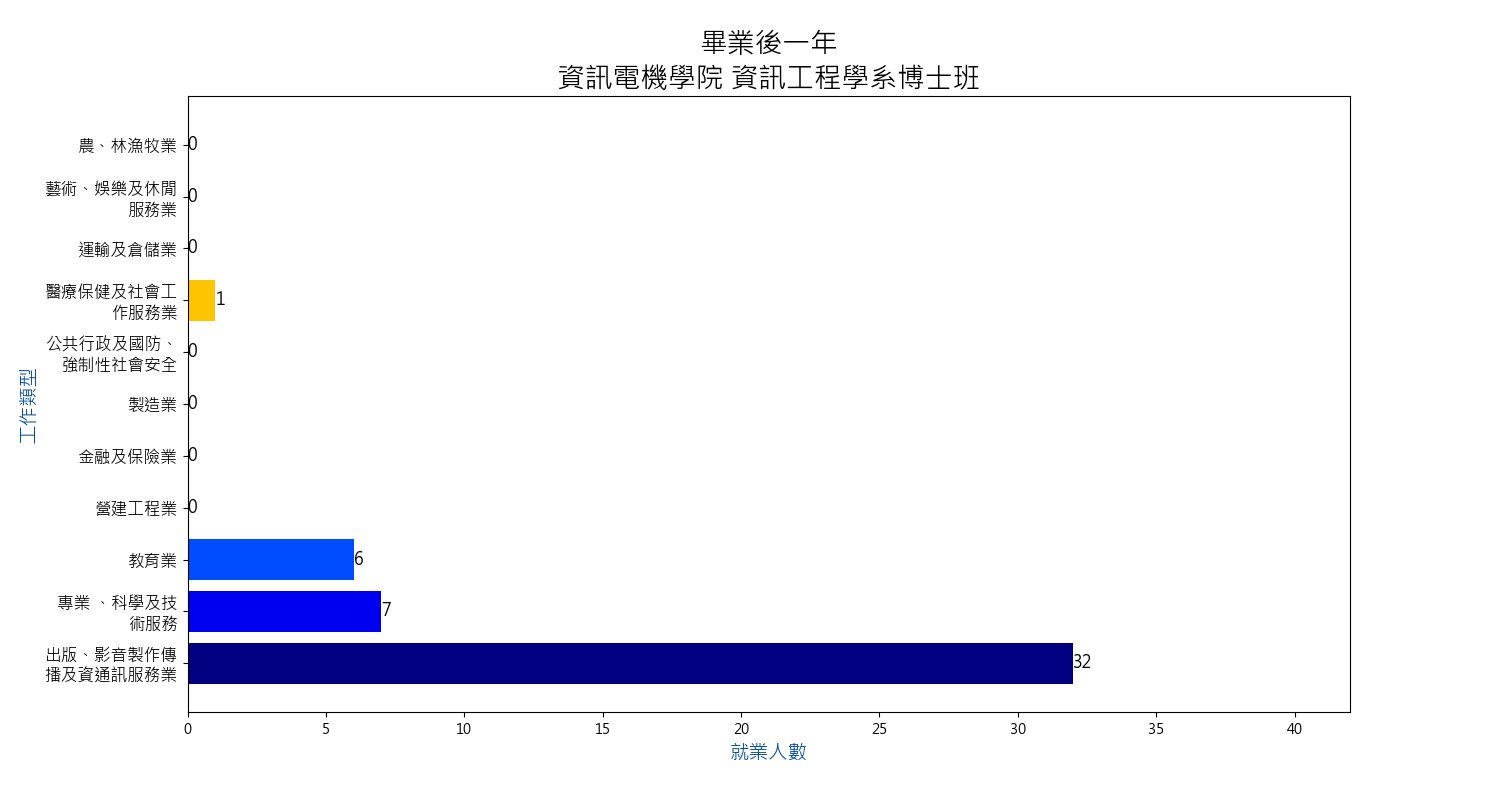 畢業後一年
資訊電機學院 資訊工程學系博士班
農、林漁牧業
0
藝術、娛樂及休閒
服務業
0
運輸及倉儲業
0
醫療保健及社會工
作服務業
1
公共行政及國防、
強制性社會安全
0
製造業
0
金融及保險業
0
營建工程業
0
教育業
6
專業 、科學及技
術服務
7
出版、影音製作傳
播及資通訊服務業
32
工作類型
0 5 10 15 20 25 30 35 40
就業人數